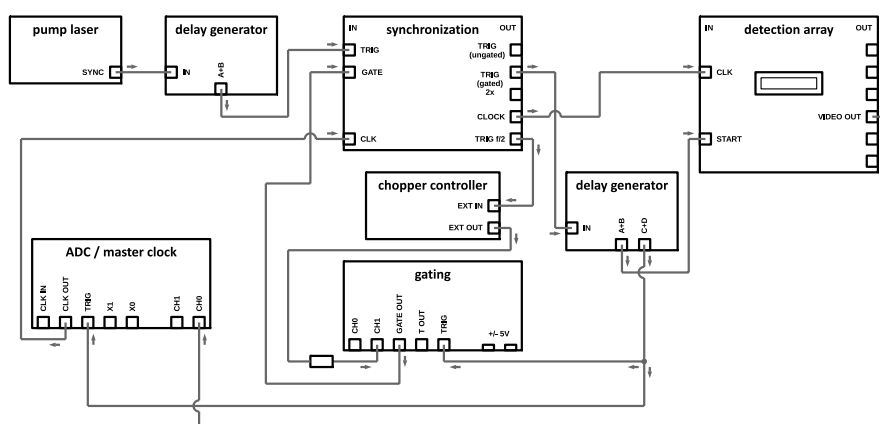 pump laser
SYNC
delay generator
IN
A+B
IN
synchronization
OUT
TRIG
GATE
CLK
TRIG
(ungated)
TRIG
(gated)
2x
CLOCK
TRIG f/2
IN
detection array
OUT
CLK
START
VIDEO OUT
chopper controller
EXT IN
EXT OUT
delay generator
IN
A+B
C+D
ADC / master clock
CLK IN
CLK OUT
TRIG
X1
X0
CH1
CH0
gating
CH0
CH1
GATE OUT
T OUT
TRIG
+/- 5V